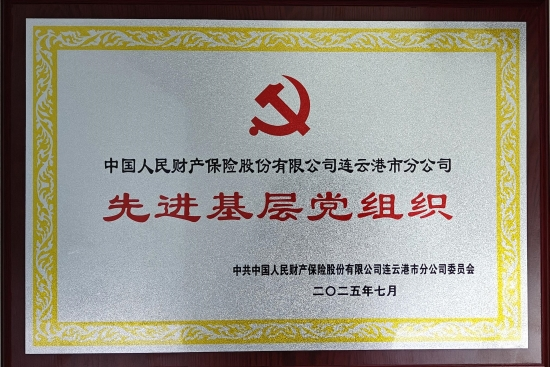 中国人民财产保险股份有限公司连云港市分公司
先进基层党组织
中共中国人民财产保险股份有限公司连云港市分公司委员会
二〇二五年七月